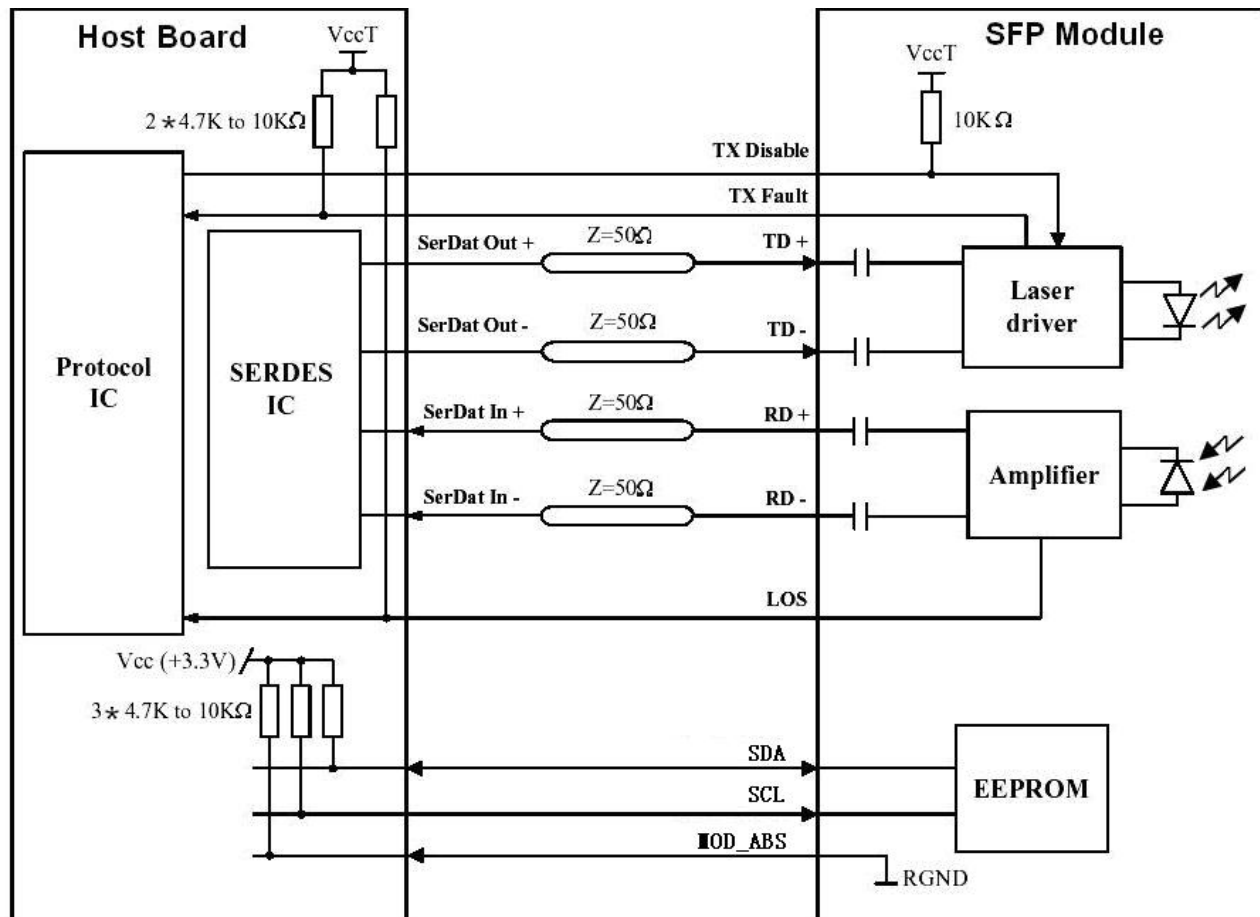 Host Board
SFP Module
VccT
VccT
2*4.7K to 10KΩ
10KΩ
TX Disable
TX Fault
SerDat Out +
Z=50Ω
TD +
Laser
driver
SerDat Out -
Z=50Ω
TD -
Protocol
IC
SERDES
IC
SerDat In +
Z=50Ω
RD +
Amplifier
SerDat In -
Z=50Ω
RD -
LOS
Vcc (+3.3V)
3*4.7K to 10KΩ
SDA
SCL
EEPROM
MOD_ABS
RGND